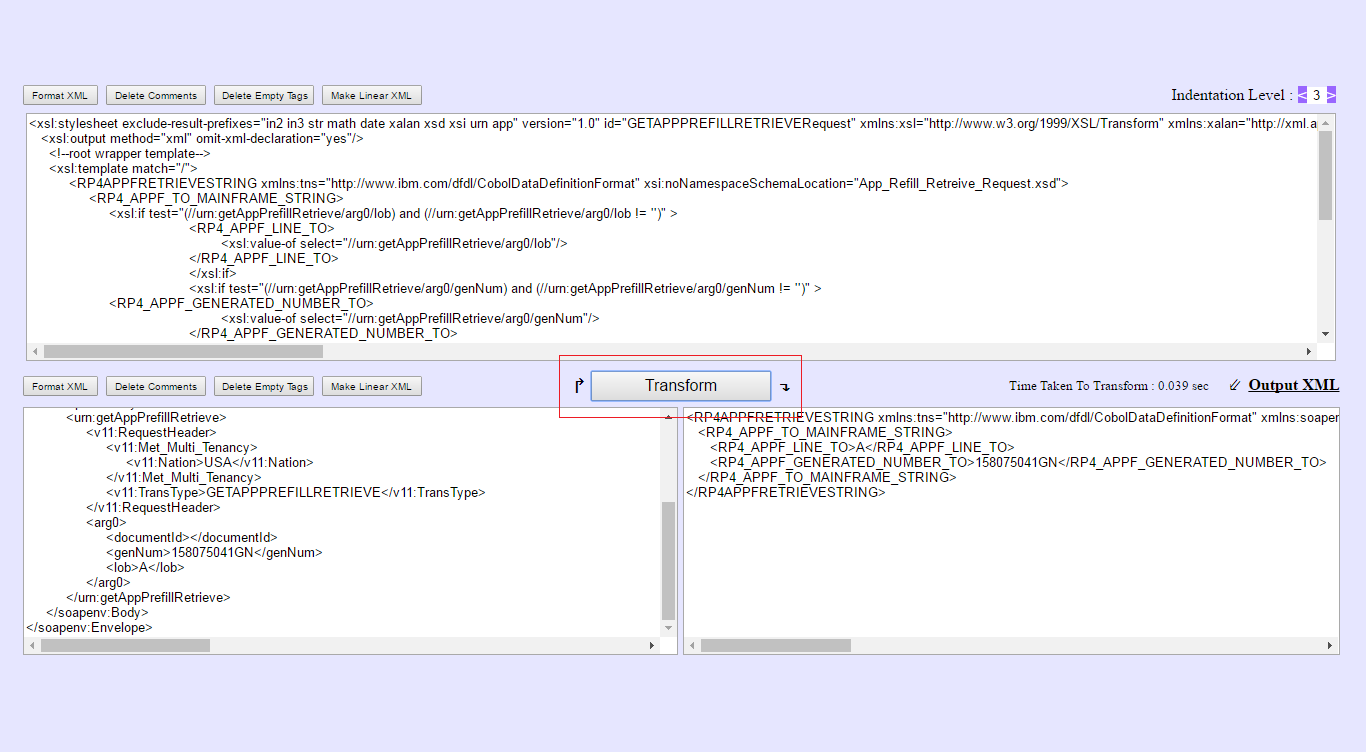 Format XML Delete Comments Delete Empty Tags Make Linear XML Indentation Level : < 3 >
<xsl:stylesheet exclude-result-prefixes="in2 in3 str math date xalan xsd xsi urn app" version="1.0" id="GETAPPPREFILLRETRIEVERequest" xmlns:xsl="http://www.w3.org/1999/XSL/Transform" xmlns:xalan="http://xml.a
<xsl:output method="xml" omit-xml-declaration="yes"/>
<!--root wrapper template-->
<xsl:template match="/">
<RP4APPFRETRIEVESTRING xmlns:tns="http://www.ibm.com/dfdl/CobolDataDefinitionFormat" xsi:noNamespaceSchemaLocation="App_Refill_Retreive_Request.xsd">
<RP4_APPF_TO_MAINFRAME_STRING>
<xsl:if test="(//urn:getAppPrefillRetrieve/arg0/lob) and (//urn:getAppPrefillRetrieve/arg0/lob != '')" >
<RP4_APPF_LINE_TO>
<xsl:value-of select="//urn:getAppPrefillRetrieve/arg0/lob"/>
</RP4_APPF_LINE_TO>
</xsl:if>
<xsl:if test="(//urn:getAppPrefillRetrieve/arg0/genNum) and (//urn:getAppPrefillRetrieve/arg0/genNum != '')" >
<RP4_APPF_GENERATED_NUMBER_TO>
<xsl:value-of select="//urn:getAppPrefillRetrieve/arg0/genNum"/>
</RP4_APPF_GENERATED_NUMBER_TO>
Format XML Delete Comments Delete Empty Tags Make Linear XML Transform Time Taken To Transform : 0.039 sec Output XML
<urn:getAppPrefillRetrieve>
<v11:RequestHeader>
<v11:Met_Multi_Tenancy>
<v11:Nation>USA</v11:Nation>
</v11:Met_Multi_Tenancy>
<v11:TransType>GETAPPPREFILLRETRIEVE</v11:TransType>
</v11:RequestHeader>
<arg0>
<documentId></documentId>
<genNum>158075041GN</genNum>
<lob>A</lob>
</arg0>
</urn:getAppPrefillRetrieve>
</soapenv:Body>
</soapenv:Envelope>
<RP4APPFRETRIEVESTRING xmlns:tns="http://www.ibm.com/dfdl/CobolDataDefinitionFormat" xmlns:soaper
<RP4_APPF_TO_MAINFRAME_STRING>
<RP4_APPF_LINE_TO>A</RP4_APPF_LINE_TO>
<RP4_APPF_GENERATED_NUMBER_TO>158075041GN</RP4_APPF_GENERATED_NUMBER_TO>
</RP4_APPF_TO_MAINFRAME_STRING>
</RP4APPFRETRIEVESTRING>